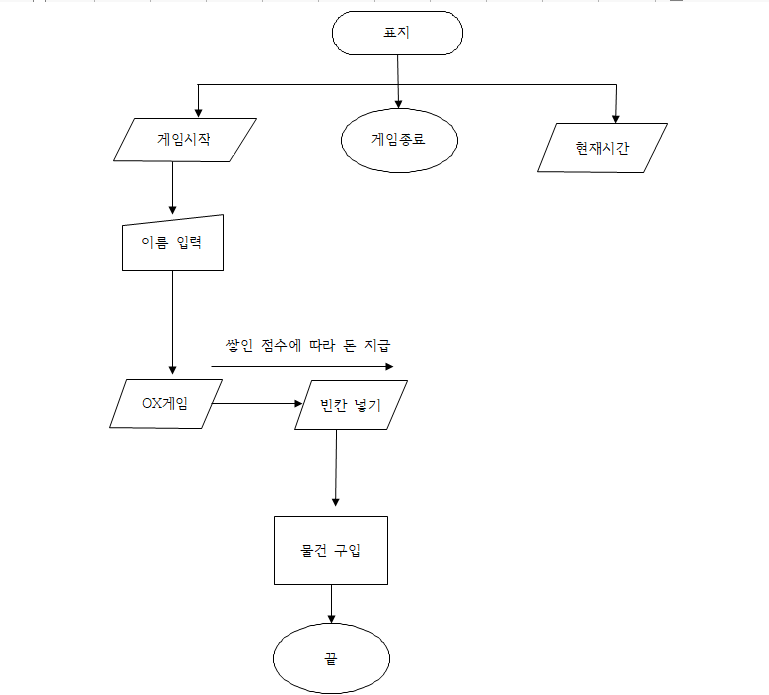 표지
게임시작
게임종료
현재시간
이름 입력
쌓인 점수에 따라 돈 지급
OX게임
빈칸 넣기
물건 구입
끝